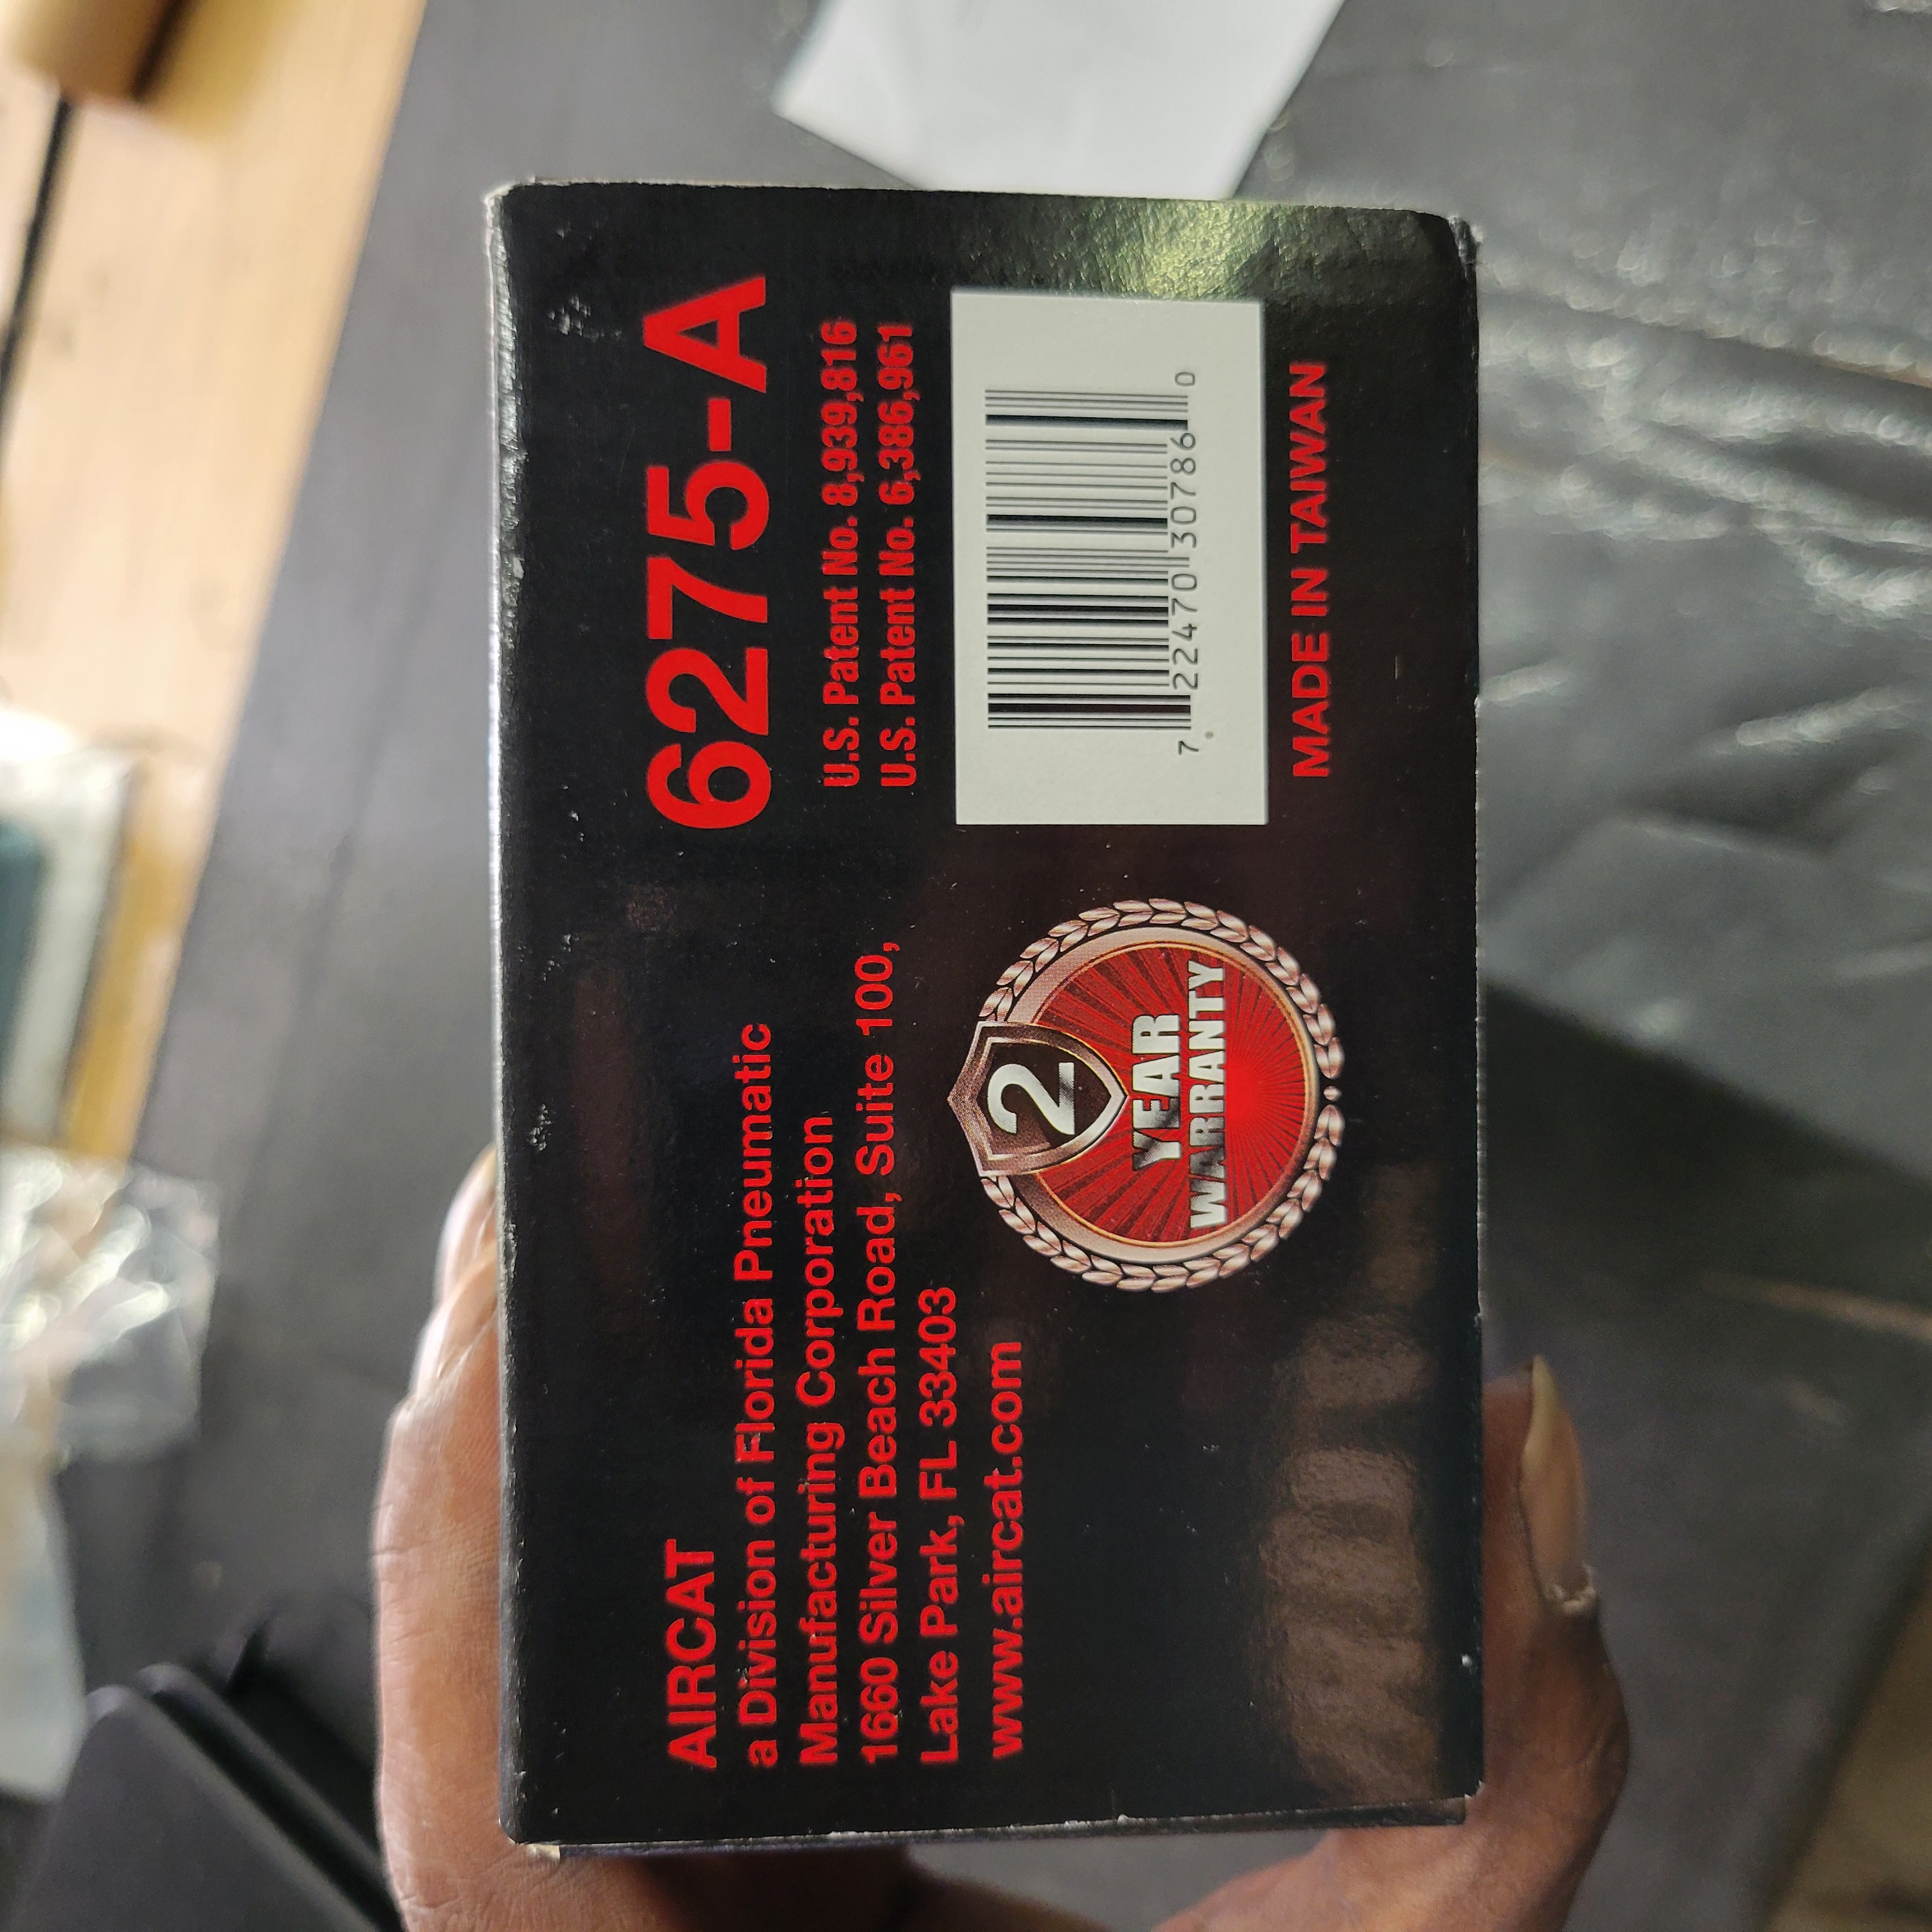 AIRCAT
a Division of Florida Pneumatic
Manufacturing Corporation
1660 Silver Beach Road, Suite 100,
Lake Park, FL 33403
www.aircat.com
2
YEAR
WARRANTY
6275-A
U.S. Patent No. 8,939,816
U.S. Patent No. 6,386,961
7 22470 30786 0
MADE IN TAIWAN